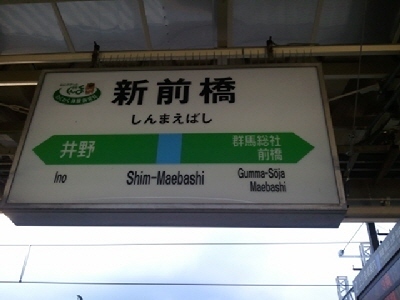 新前橋
しんまえばし
井野
群馬総社
前橋
Ino
Shim-Maebashi
Gumma-Sōja
Maebashi